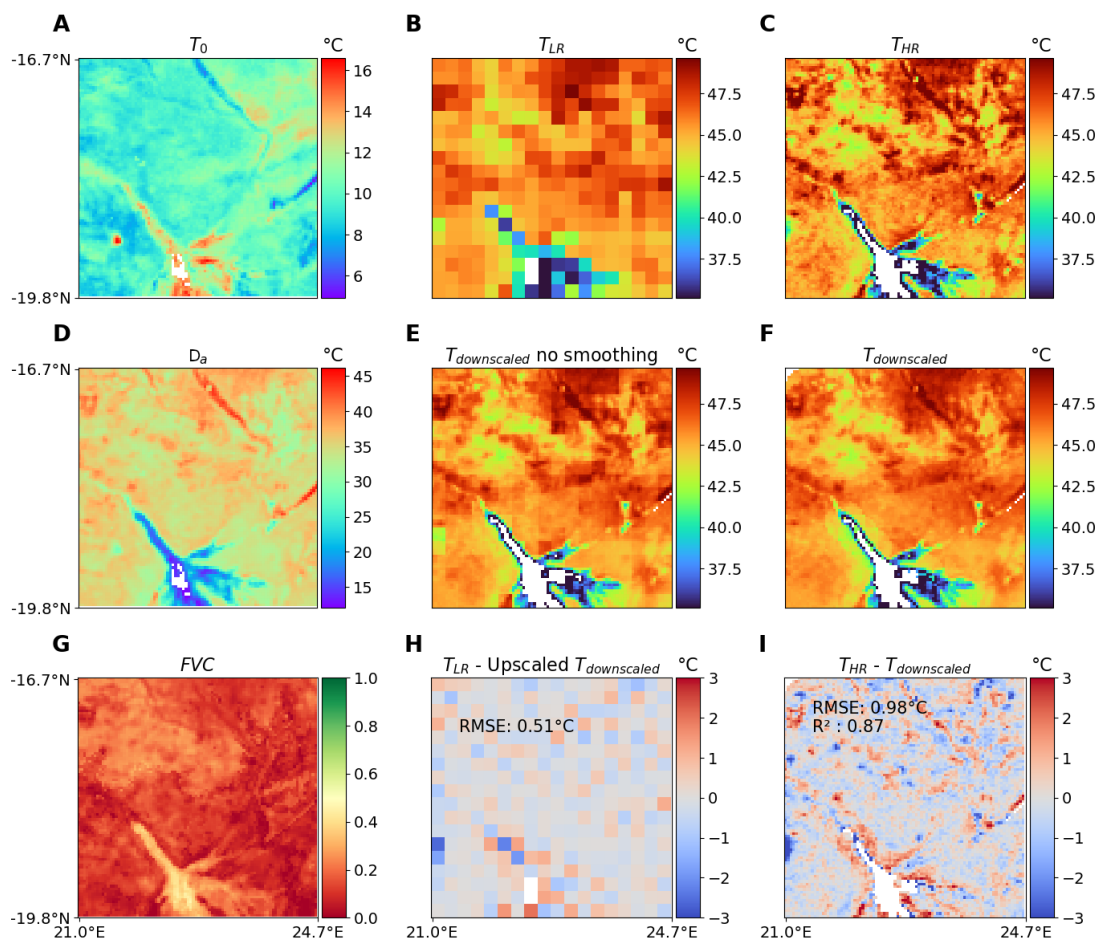 A
B
C
T0
°C
TLR
°C
THR
°C
-16.7°N
-19.8°N
16
14
12
10
8
6
47.5
45.0
42.5
40.0
37.5
47.5
45.0
42.5
40.0
37.5
D
E
F
Da
°C
Tdownscaled no smoothing
°C
Tdownscaled
°C
-16.7°N
-19.8°N
45
40
35
30
25
20
15
47.5
45.0
42.5
40.0
37.5
47.5
45.0
42.5
40.0
37.5
G
H
I
FVC
TLR - Upscaled Tdownscaled
°C
THR - Tdownscaled
°C
-16.7°N
-19.8°N
21.0°E
24.7°E
1.0
0.8
0.6
0.4
0.2
0.0
RMSE: 0.51°C
21.0°E
24.7°E
3
2
1
0
−1
−2
−3
RMSE: 0.98°C
R² : 0.87
21.0°E
24.7°E
3
2
1
0
−1
−2
−3